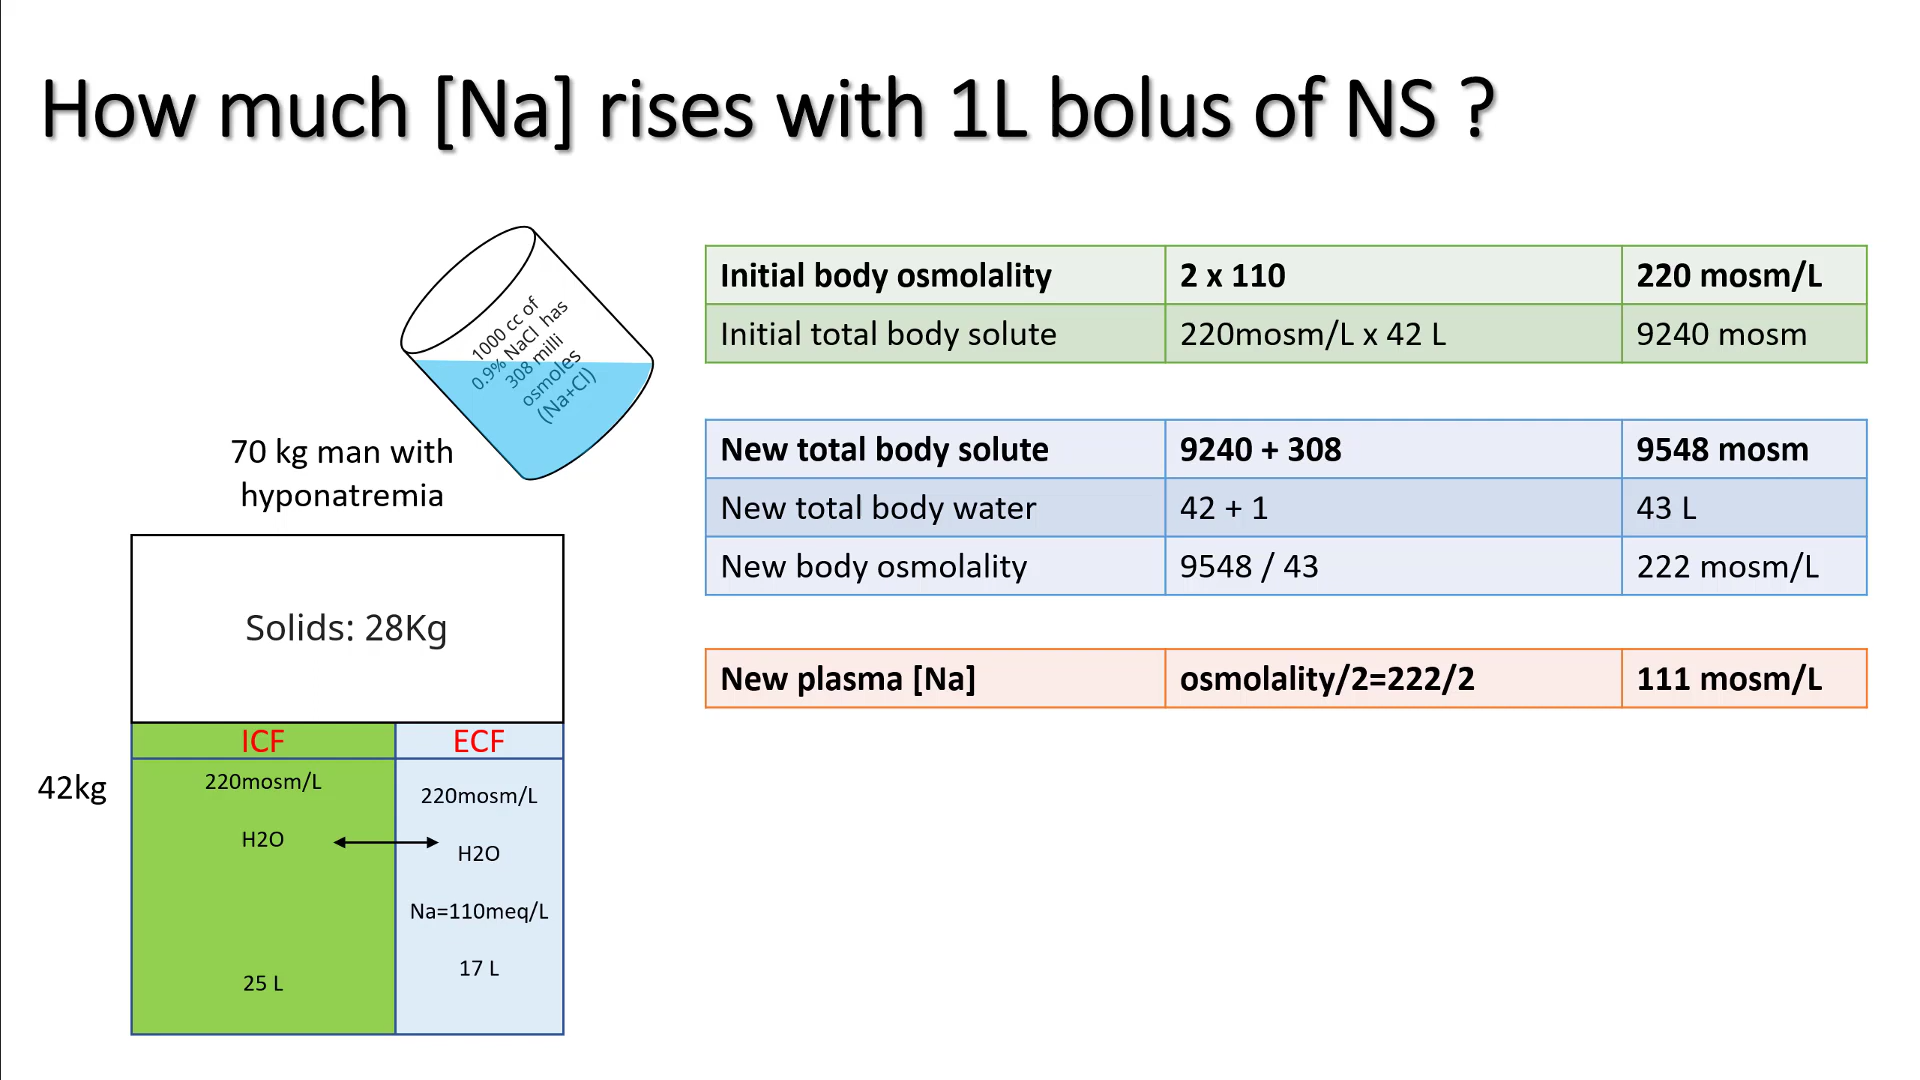 How much [Na] rises with 1L bolus of NS ?
1000 cc of
0.9% NaCl has
308 milli
osmoles
(Na+Cl)
70 kg man with
hyponatremia
Solids: 28Kg
42kg
ICF
220mosm/L
H2O
25 L
ECF
220mosm/L
H2O
Na=110meq/L
17 L
Initial body osmolality 2 x 110 220 mosm/L
Initial total body solute 220mosm/L x 42 L 9240 mosm
New total body solute 9240 + 308 9548 mosm
New total body water 42 + 1 43 L
New body osmolality 9548 / 43 222 mosm/L
New plasma [Na] osmolality/2=222/2 111 mosm/L